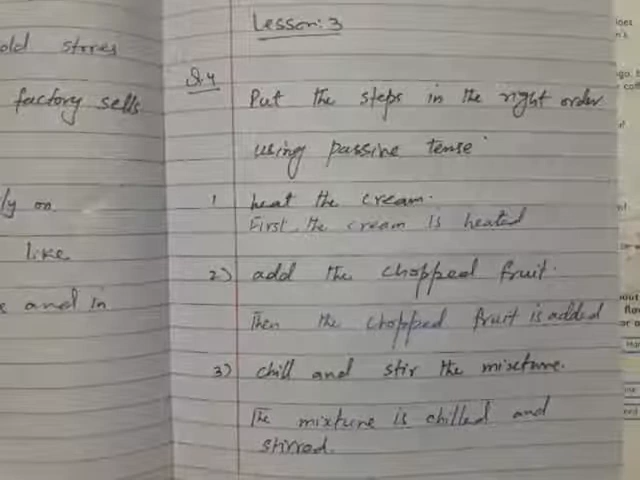 old stores
factory sells
ly on
like
s and in
Lesson: 3
Q.4
Put the steps in the right order
using passive tense
1 heat the cream.
First, the cream is heated
2) add the chopped fruit.
Then the chopped fruit is added
3) chill and stir the mixture.
The mixture is chilled and
stirred.